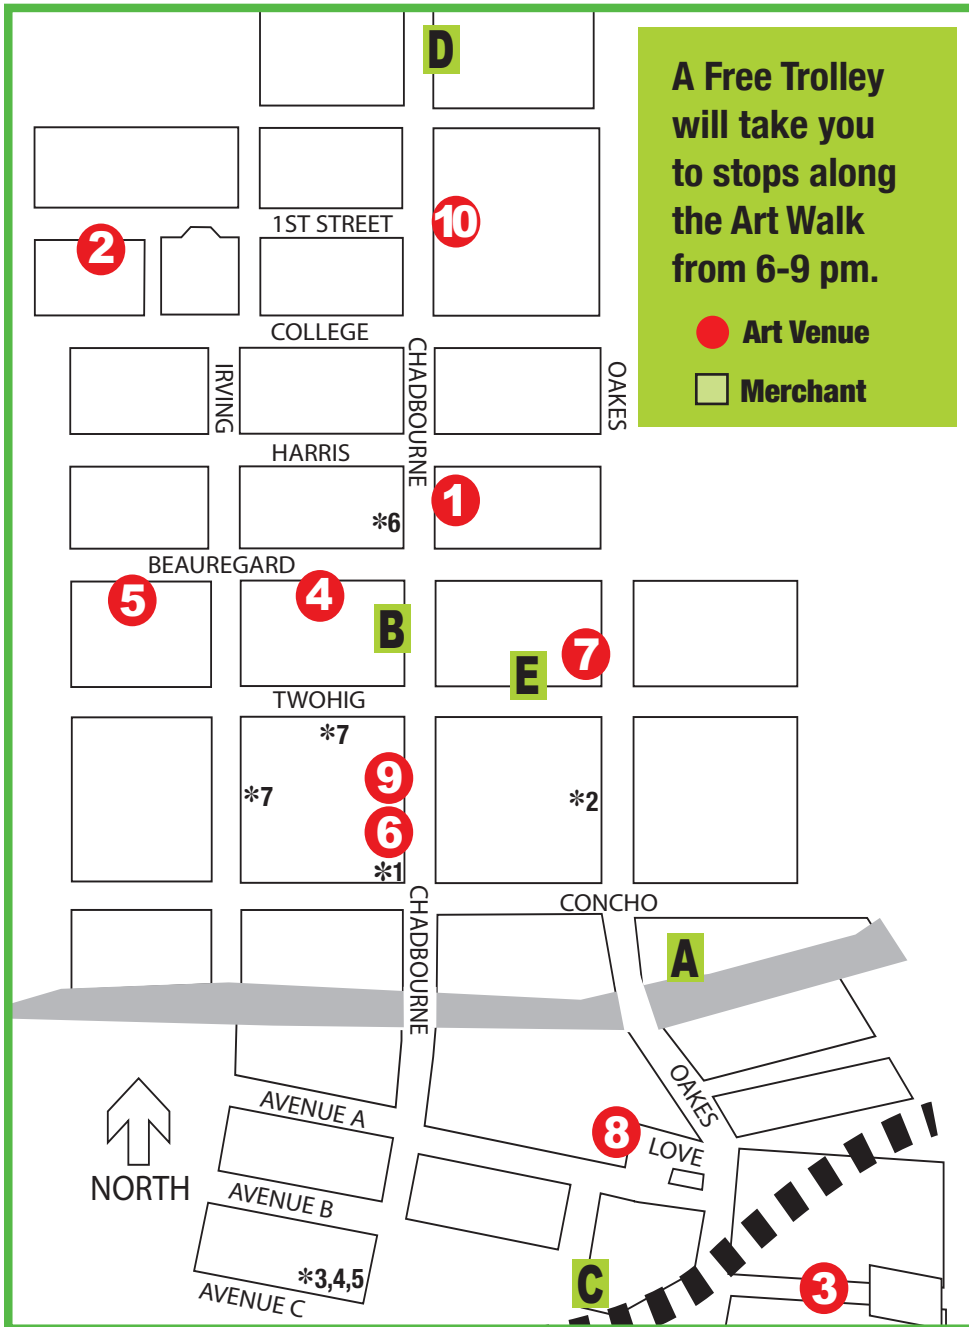 D
A Free Trolley
will take you
to stops along
the Art Walk
from 6-9 pm.
Art Venue
Merchant
10
1ST STREET
2
COLLEGE
IRVING
CHADBOURNE
OAKES
HARRIS
1
*6
BEAUREGARD
5
4
B
7
E
TWOHIG
*7
9
*7
*2
6
*1
CONCHO
CHADBOURNE
A
OAKES
AVENUE A
8
LOVE
NORTH
AVENUE B
*3,4,5
C
3
AVENUE C